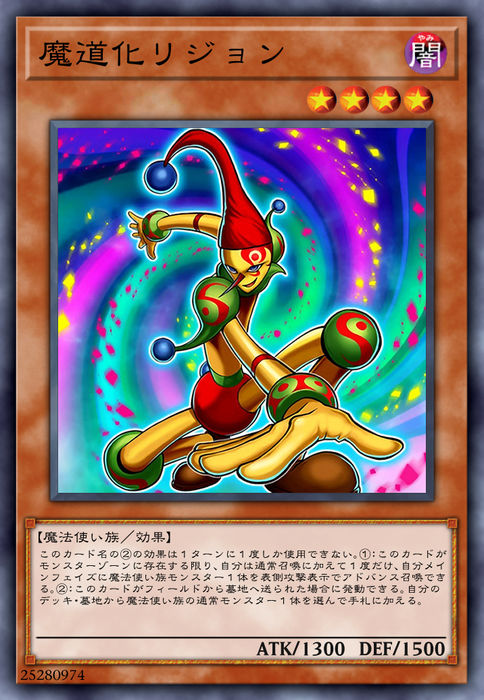 魔道化リジョン
やみ
闇
【魔法使い族／効果】
このカード名の②の効果は１ターンに１度しか使用できない。①：このカードが
モンスターゾーンに存在する限り、自分は通常召喚に加えて１度だけ、自分メイ
ンフェイズに魔法使い族モンスター１体を表側攻撃表示でアドバンス召喚でき
る。②：このカードがフィールドから墓地へ送られた場合に発動できる。自分の
デッキ・墓地から魔法使い族の通常モンスター１体を選んで手札に加える。
ATK/1300 DEF/1500
25280974